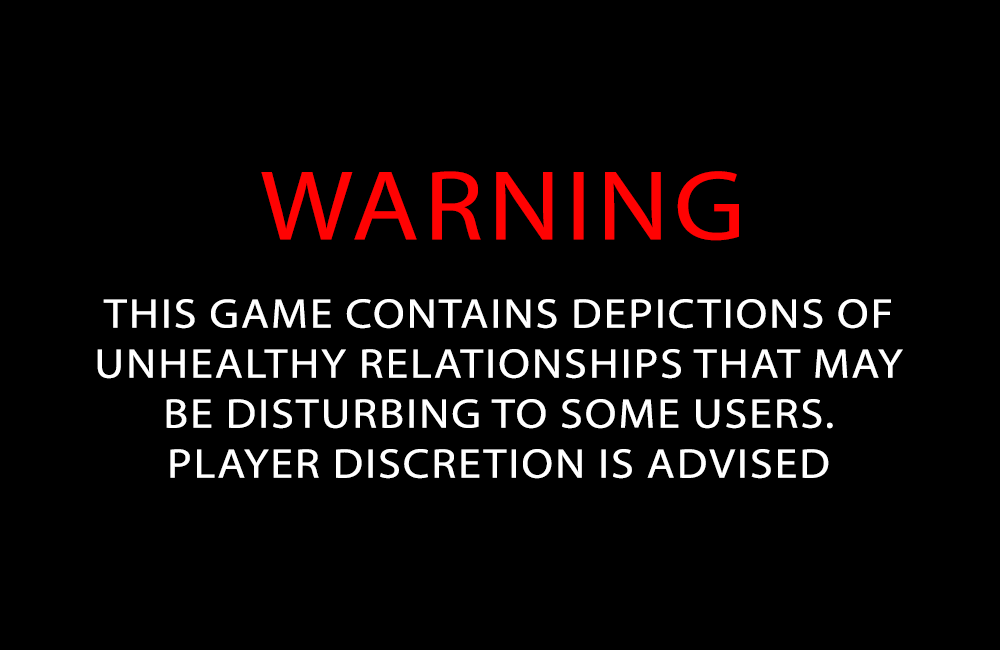 WARNING
THIS GAME CONTAINS DEPICTIONS OF
UNHEALTHY RELATIONSHIPS THAT MAY
BE DISTURBING TO SOME USERS.
PLAYER DISCRETION IS ADVISED